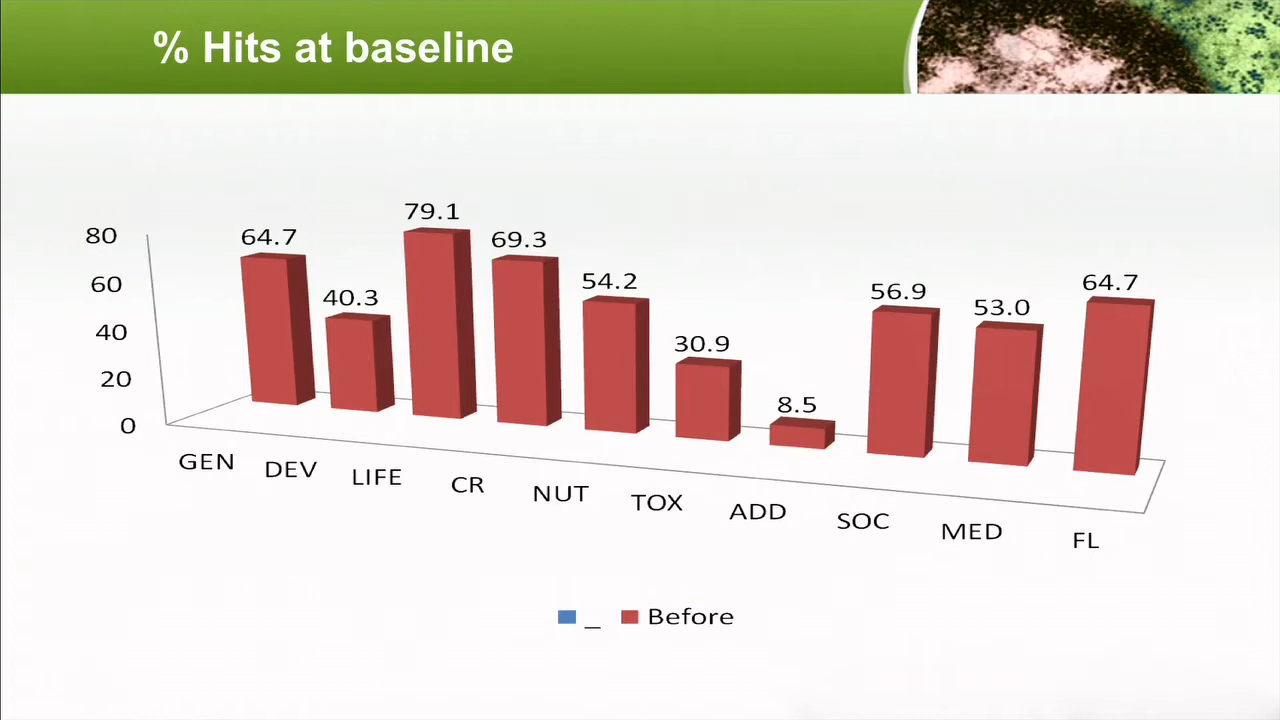 % Hits at baseline
79.1
64.7
69.3
40.3
54.2
30.9
8.5
56.9
53.0
64.7
80
60
40
20
0
GEN
DEV
LIFE
CR
NUT
TOX
ADD
SOC
MED
FL
_ Before